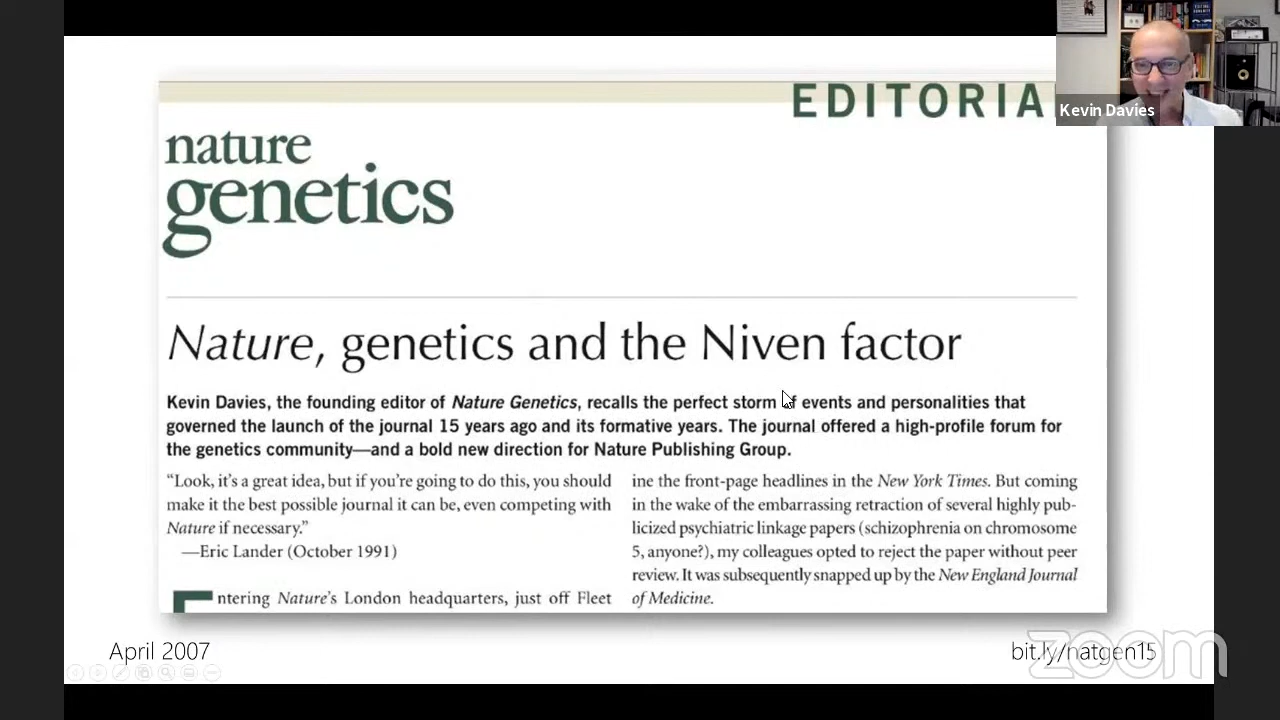 EDITORIA
Kevin Davies
nature
genetics
Nature, genetics and the Niven factor
Kevin Davies, the founding editor of Nature Genetics, recalls the perfect storm of events and personalities that
governed the launch of the journal 15 years ago and its formative years. The journal offered a high-profile forum for
the genetics community—and a bold new direction for Nature Publishing Group.
“Look, it’s a great idea, but if you’re going to do this, you should
make it the best possible journal it can be, even competing with
Nature if necessary.”
—Eric Lander (October 1991)
Entering Nature’s London headquarters, just off Fleet
ine the front-page headlines in the New York Times. But coming
in the wake of the embarrassing retraction of several highly pub-
licized psychiatric linkage papers (schizophrenia on chromosome
5, anyone?), my colleagues opted to reject the paper without peer
review. It was subsequently snapped up by the New England Journal
of Medicine.
April 2007
bit.ly/natgen15
zoom